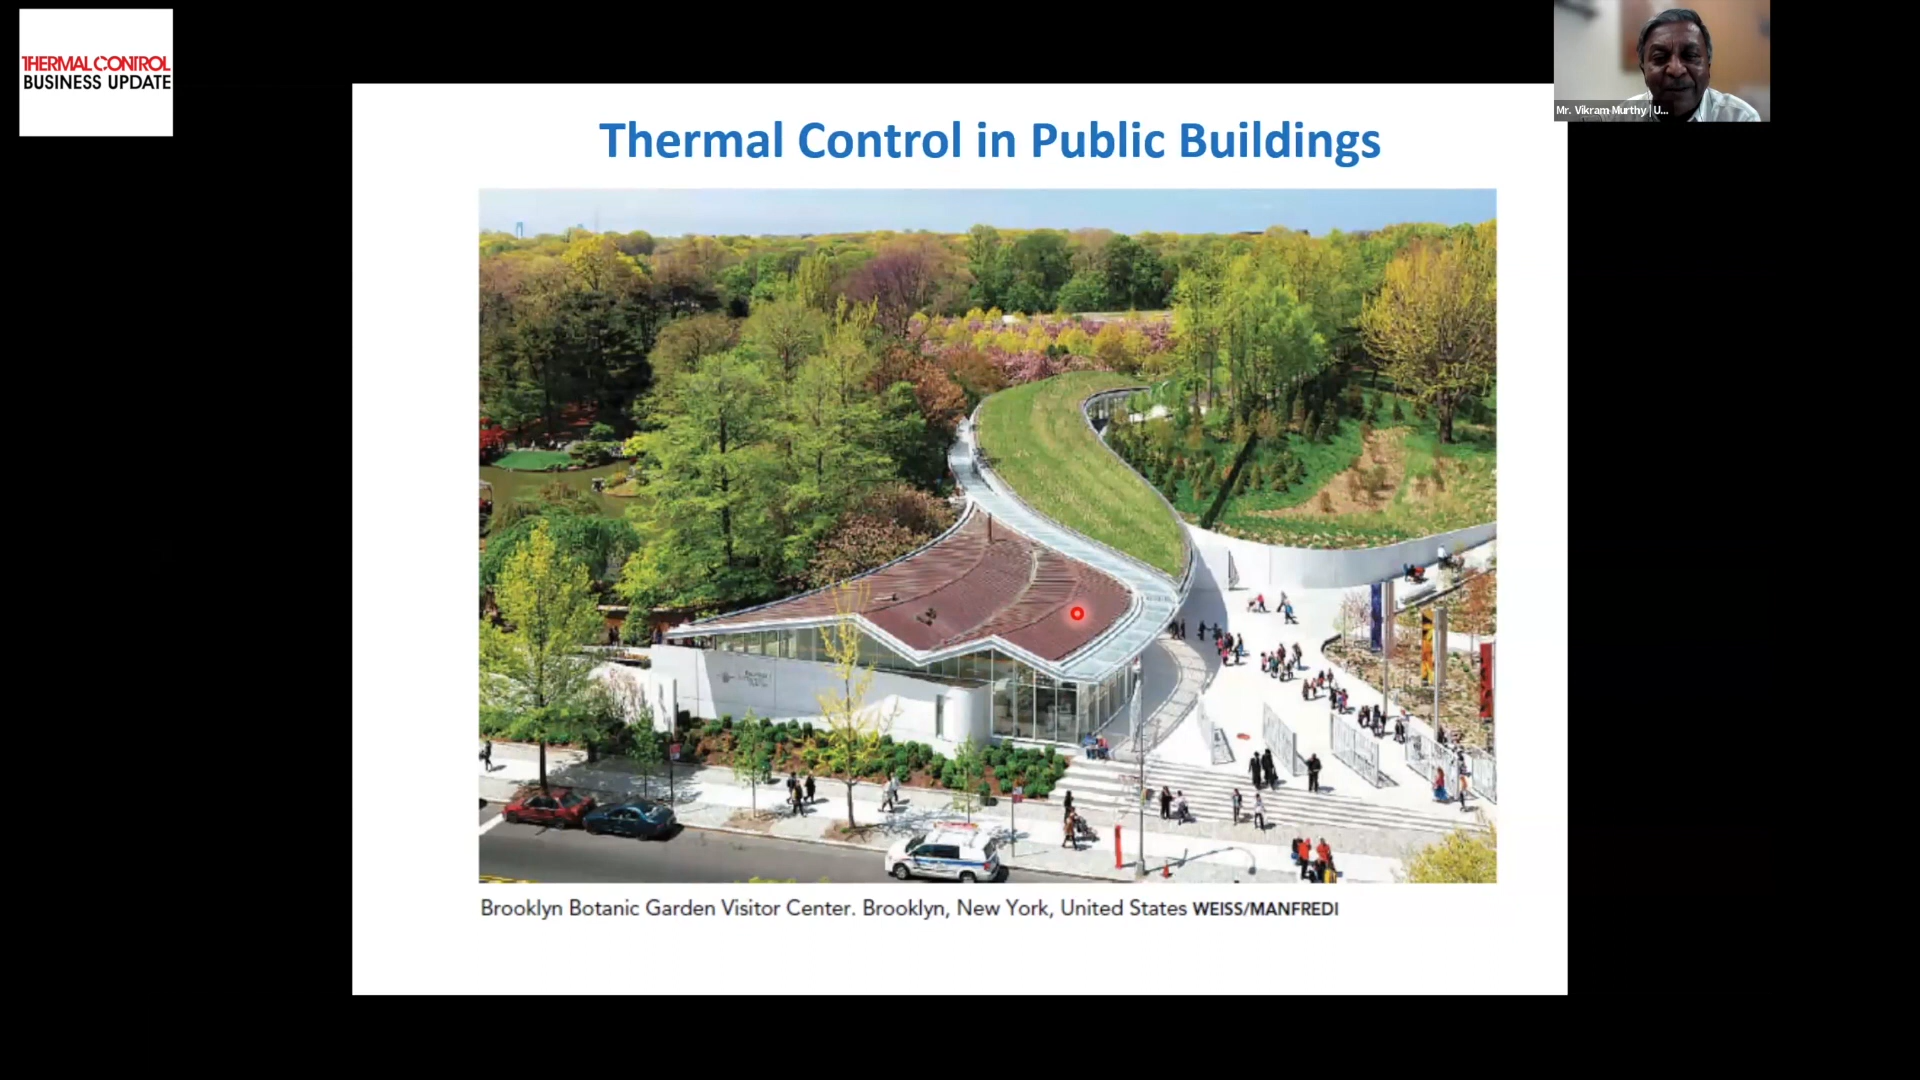 THERMAL CONTROL
BUSINESS UPDATE
Mr. Vikram Murthy | U...
Thermal Control in Public Buildings
Brooklyn Botanic Garden Visitor Center. Brooklyn, New York, United States WEISS/MANFREDI